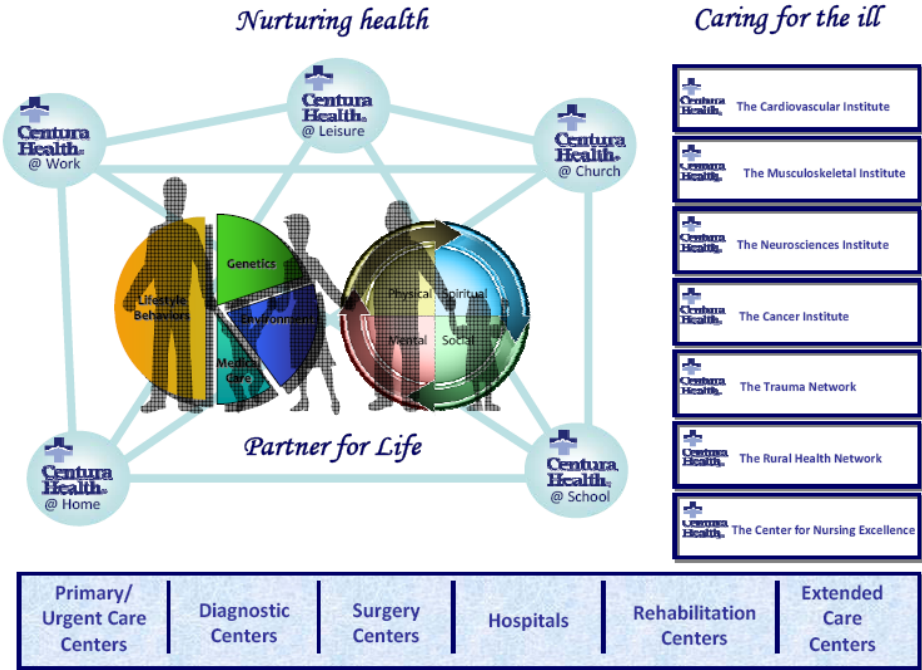 Nurturing health
Caring for the ill
Centura
Health®
@ Leisure
Centura
Health®
@ Work
Centura
Health®
@ Church
Genetics
Lifestyle
Behaviors
Environment
Medical
Care
Physical
Spiritual
Mental
Social
Partner for Life
Centura
Health®
@ Home
Centura
Health®
@ School
Centura
Health®
The Cardiovascular Institute
Centura
Health®
The Musculoskeletal Institute
Centura
Health®
The Neurosciences Institute
Centura
Health®
The Cancer Institute
Centura
Health®
The Trauma Network
Centura
Health®
The Rural Health Network
Centura
Health®
The Center for Nursing Excellence
Primary/
Urgent Care
Centers
Diagnostic
Centers
Surgery
Centers
Hospitals
Rehabilitation
Centers
Extended
Care
Centers